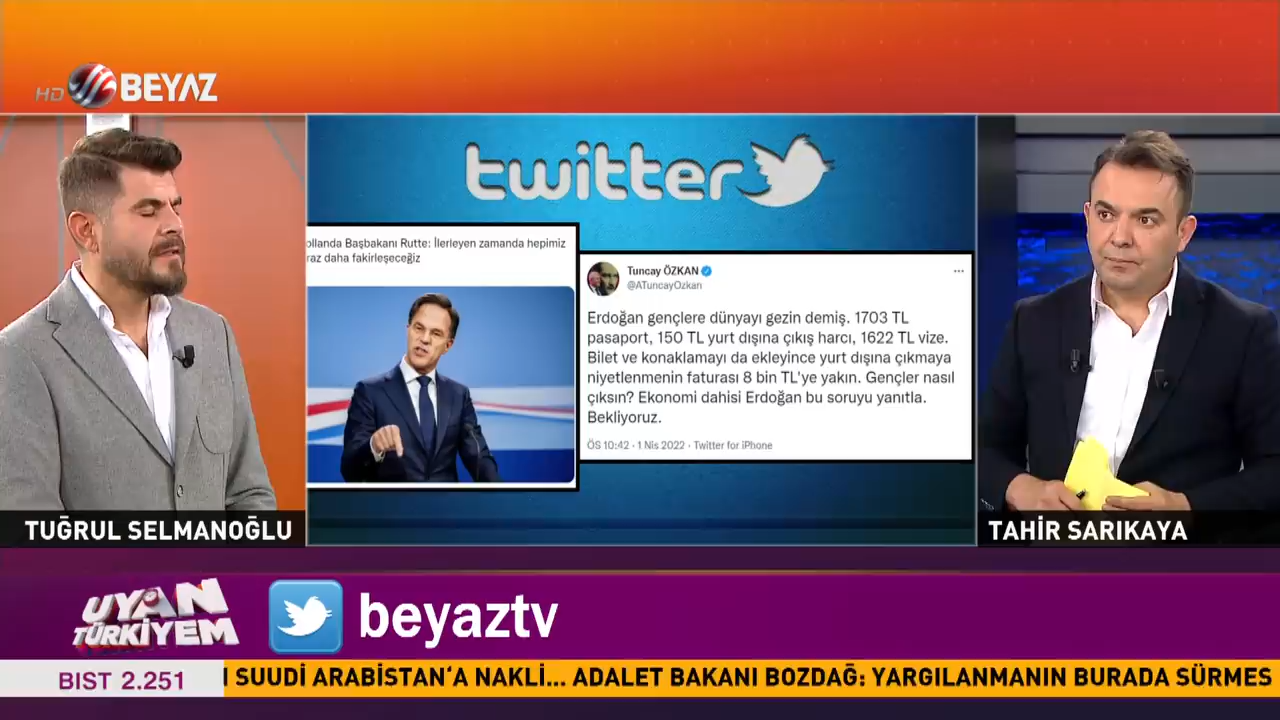 HD BEYAZ
twitter
ollanda Başbakanı Rutte: İlerleyen zamanda hepimiz
raz daha fakirleşeceğiz
Tuncay ÖZKAN
@ATuncayOzkan
Erdoğan gençlere dünyayı gezin demiş. 1703 TL
pasaport, 150 TL yurt dışına çıkış harcı, 1622 TL vize.
Bilet ve konaklamayı da ekleyince yurt dışına çıkmaya
niyetlenmenin faturası 8 bin TL'ye yakın. Gençler nasıl
çıksın? Ekonomi dahisi Erdoğan bu soruyu yanıtla.
Bekliyoruz.
ÖS 10:42 · 1 Nis 2022 · Twitter for iPhone
TUĞRUL SELMANOĞLU
TAHİR SARIKAYA
UYAN
TÜRKİYEM
beyaztv
BIST 2.251
I SUUDİ ARABİSTAN'A NAKLİ... ADALET BAKANI BOZDAĞ: YARGILANMANIN BURADA SÜRMES